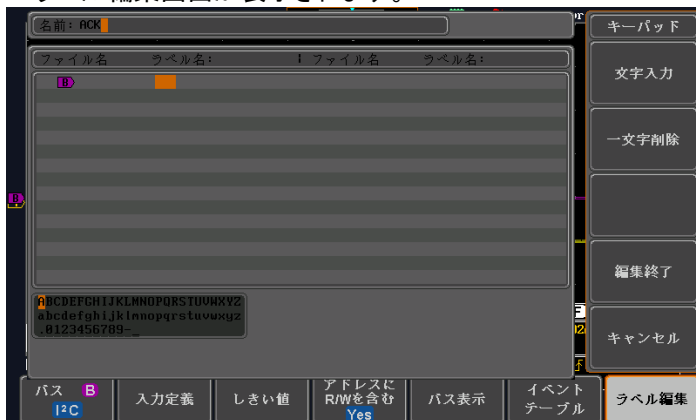 名前: ACK
キーパッド
ファイル名 ラベル名: ファイル名 ラベル名:
B
文字入力
一文字削除
B
編集終了
ABCDEFGHIJKLMNOPQRSTUVWXYZ
abcdefghijklmnopqrstuvwxyz
.0123456789-_
キャンセル
バス B
I²C
入力定義
しきい値
アドレスに
R/Wを含む
Yes
バス表示
イベント
テーブル
ラベル編集